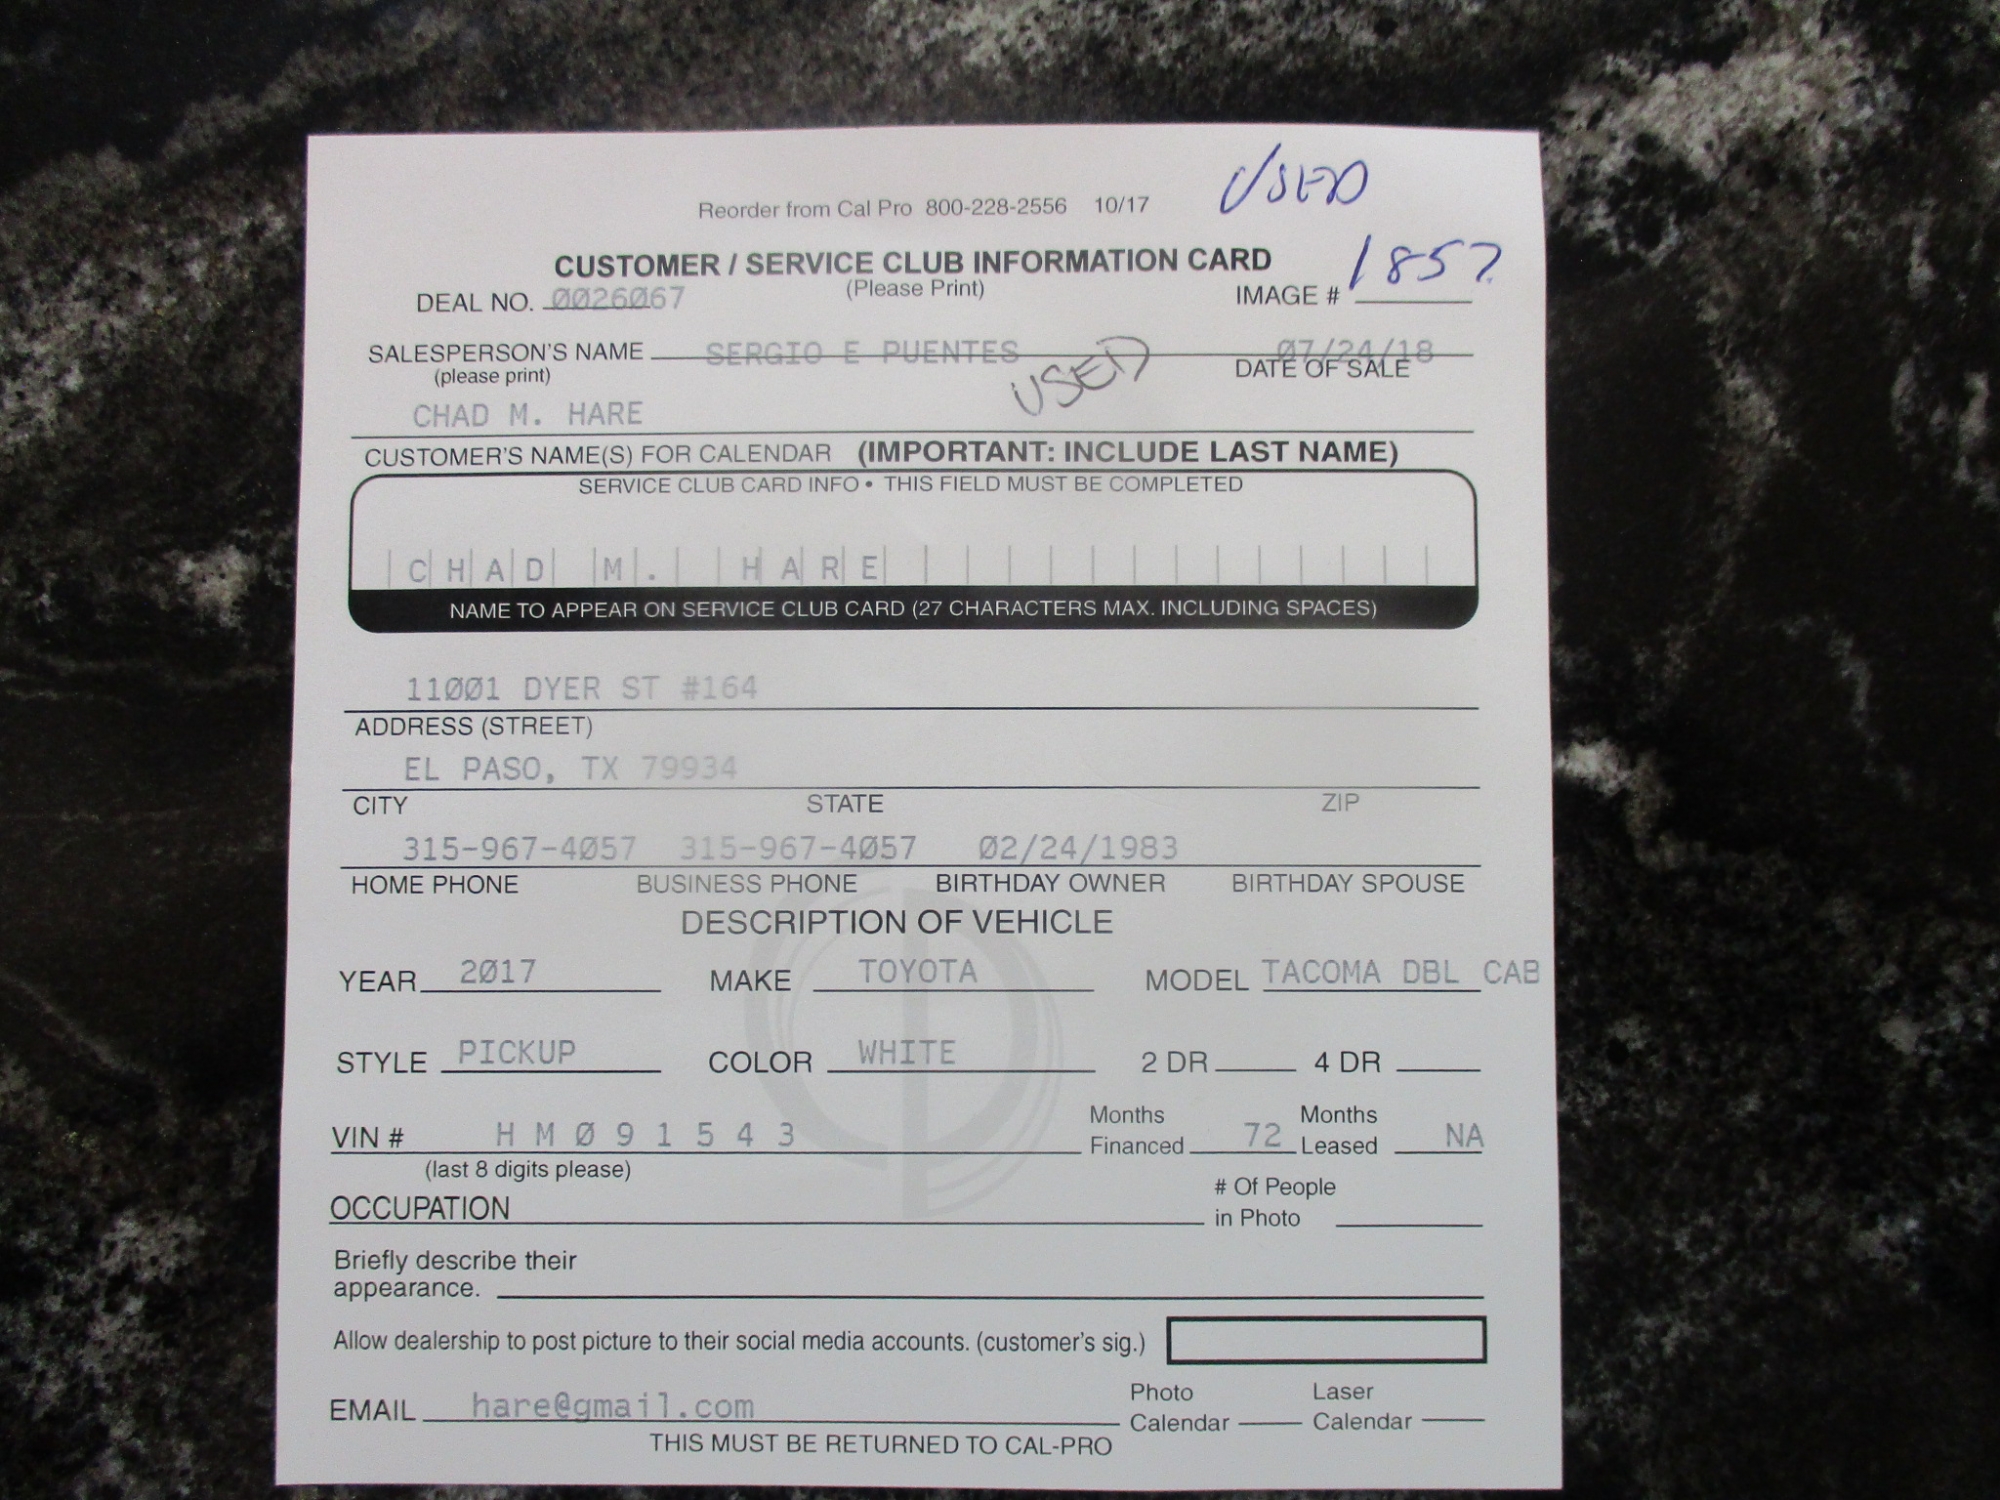 USED
Reorder from Cal Pro 800-228-2556 10/17
CUSTOMER / SERVICE CLUB INFORMATION CARD
(Please Print)
DEAL NO. 0026067
IMAGE # 1857
SALESPERSON'S NAME SERGIO E PUENTES
(please print)
07/24/18
DATE OF SALE
USED
CHAD M. HARE
CUSTOMER'S NAME(S) FOR CALENDAR (IMPORTANT: INCLUDE LAST NAME)
SERVICE CLUB CARD INFO • THIS FIELD MUST BE COMPLETED
CHAD M. HARE
NAME TO APPEAR ON SERVICE CLUB CARD (27 CHARACTERS MAX. INCLUDING SPACES)
11001 DYER ST #164
ADDRESS (STREET)
EL PASO, TX 79934
CITY STATE ZIP
315-967-4057 315-967-4057 02/24/1983
HOME PHONE BUSINESS PHONE BIRTHDAY OWNER BIRTHDAY SPOUSE
DESCRIPTION OF VEHICLE
YEAR 2017 MAKE TOYOTA MODEL TACOMA DBL CAB
STYLE PICKUP COLOR WHITE 2 DR 4 DR
VIN # H M 0 9 1 5 4 3 Months Financed 72 Months Leased NA
(last 8 digits please)
OCCUPATION # Of People in Photo
Briefly describe their
appearance.
Allow dealership to post picture to their social media accounts. (customer's sig.)
EMAIL hare@gmail.com Photo Calendar Laser Calendar
THIS MUST BE RETURNED TO CAL-PRO